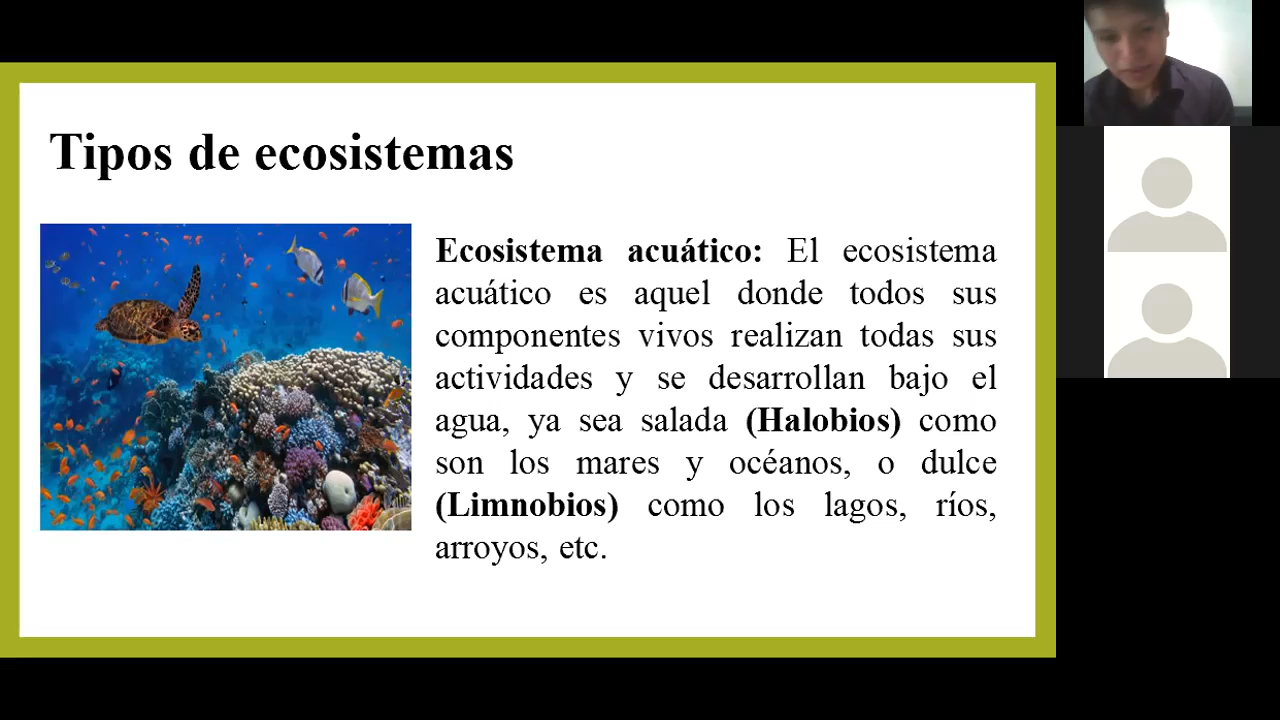 Tipos de ecosistemas
Ecosistema acuático: El ecosistema
acuático es aquel donde todos sus
componentes vivos realizan todas sus
actividades y se desarrollan bajo el
agua, ya sea salada (Halobios) como
son los mares y océanos, o dulce
(Limnobios) como los lagos, ríos,
arroyos, etc.